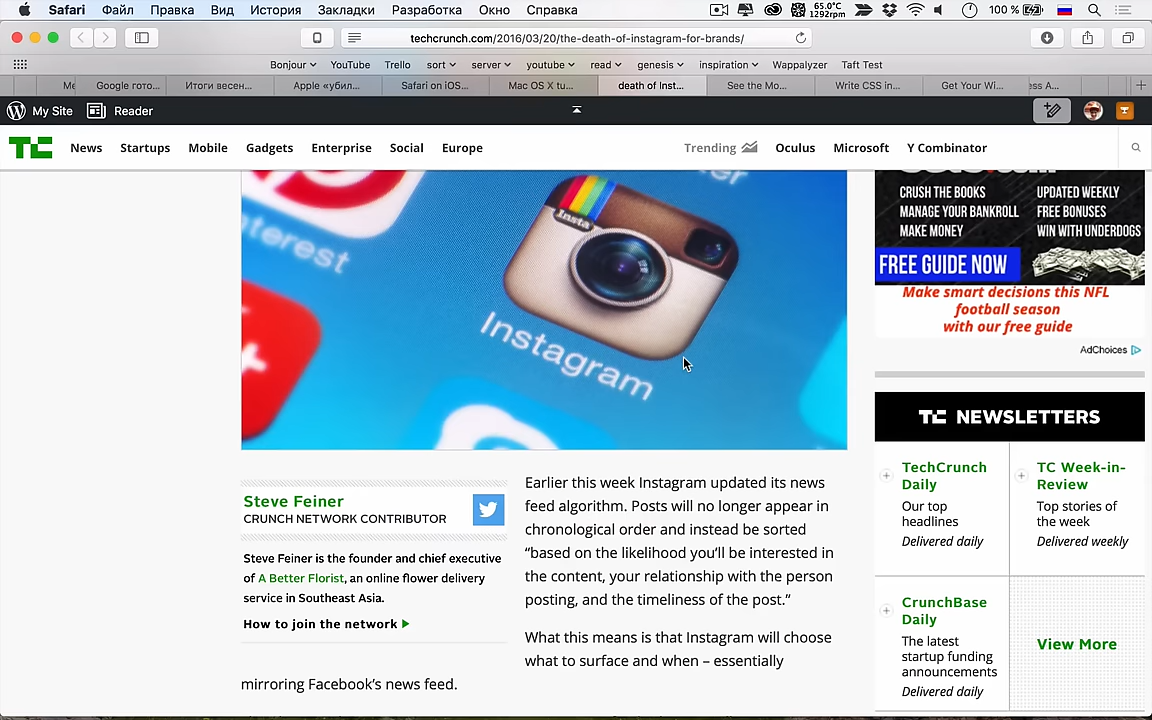 Safari Файл Правка Вид История Закладки Разработка Окно Справка 65.0°C 1292rpm 100 %
techcrunch.com/2016/03/20/the-death-of-instagram-for-brands/
Bonjour YouTube Trello sort server youtube read genesis inspiration Wappalyzer Taft Test
Me Google гото... Итоги весен... Apple «убил... Safari on iOS... Mac OS X tu... death of Inst... See the Mo... Write CSS in... Get Your Wi... ess A...
My Site Reader
TC News Startups Mobile Gadgets Enterprise Social Europe Trending Oculus Microsoft Y Combinator
Insta
terest
Instagram
CRUSH THE BOOKS UPDATED WEEKLY
MANAGE YOUR BANKROLL FREE BONUSES
MAKE MONEY WIN WITH UNDERDOGS
FREE GUIDE NOW
Make smart decisions this NFL
football season
with our free guide
AdChoices
TC NEWSLETTERS
TechCrunch
Daily
Our top
headlines
Delivered daily
TC Week-in-
Review
Top stories of
the week
Delivered weekly
CrunchBase
Daily
The latest
startup funding
announcements
Delivered daily
View More
Steve Feiner
CRUNCH NETWORK CONTRIBUTOR
Steve Feiner is the founder and chief executive
of A Better Florist, an online flower delivery
service in Southeast Asia.
How to join the network
Earlier this week Instagram updated its news
feed algorithm. Posts will no longer appear in
chronological order and instead be sorted
“based on the likelihood you’ll be interested in
the content, your relationship with the person
posting, and the timeliness of the post.”
What this means is that Instagram will choose
what to surface and when – essentially
mirroring Facebook’s news feed.